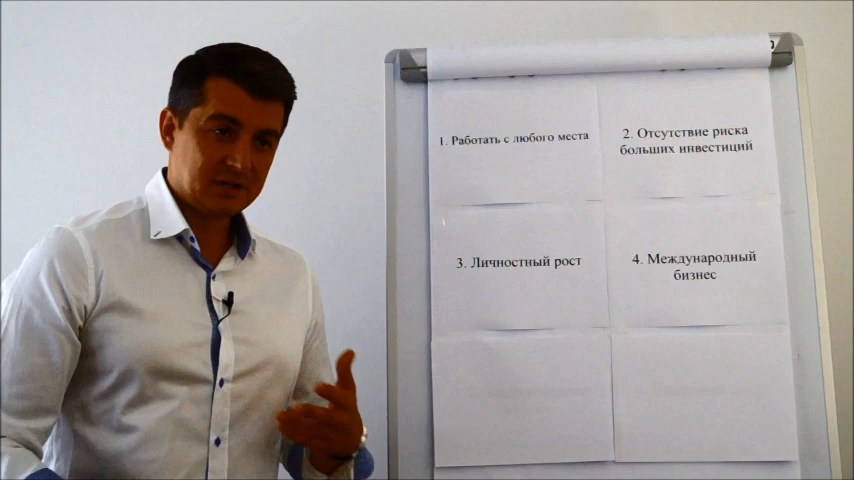 1. Работать с любого места
2. Отсутствие риска
больших инвестиций
3. Личностный рост
4. Международный
бизнес